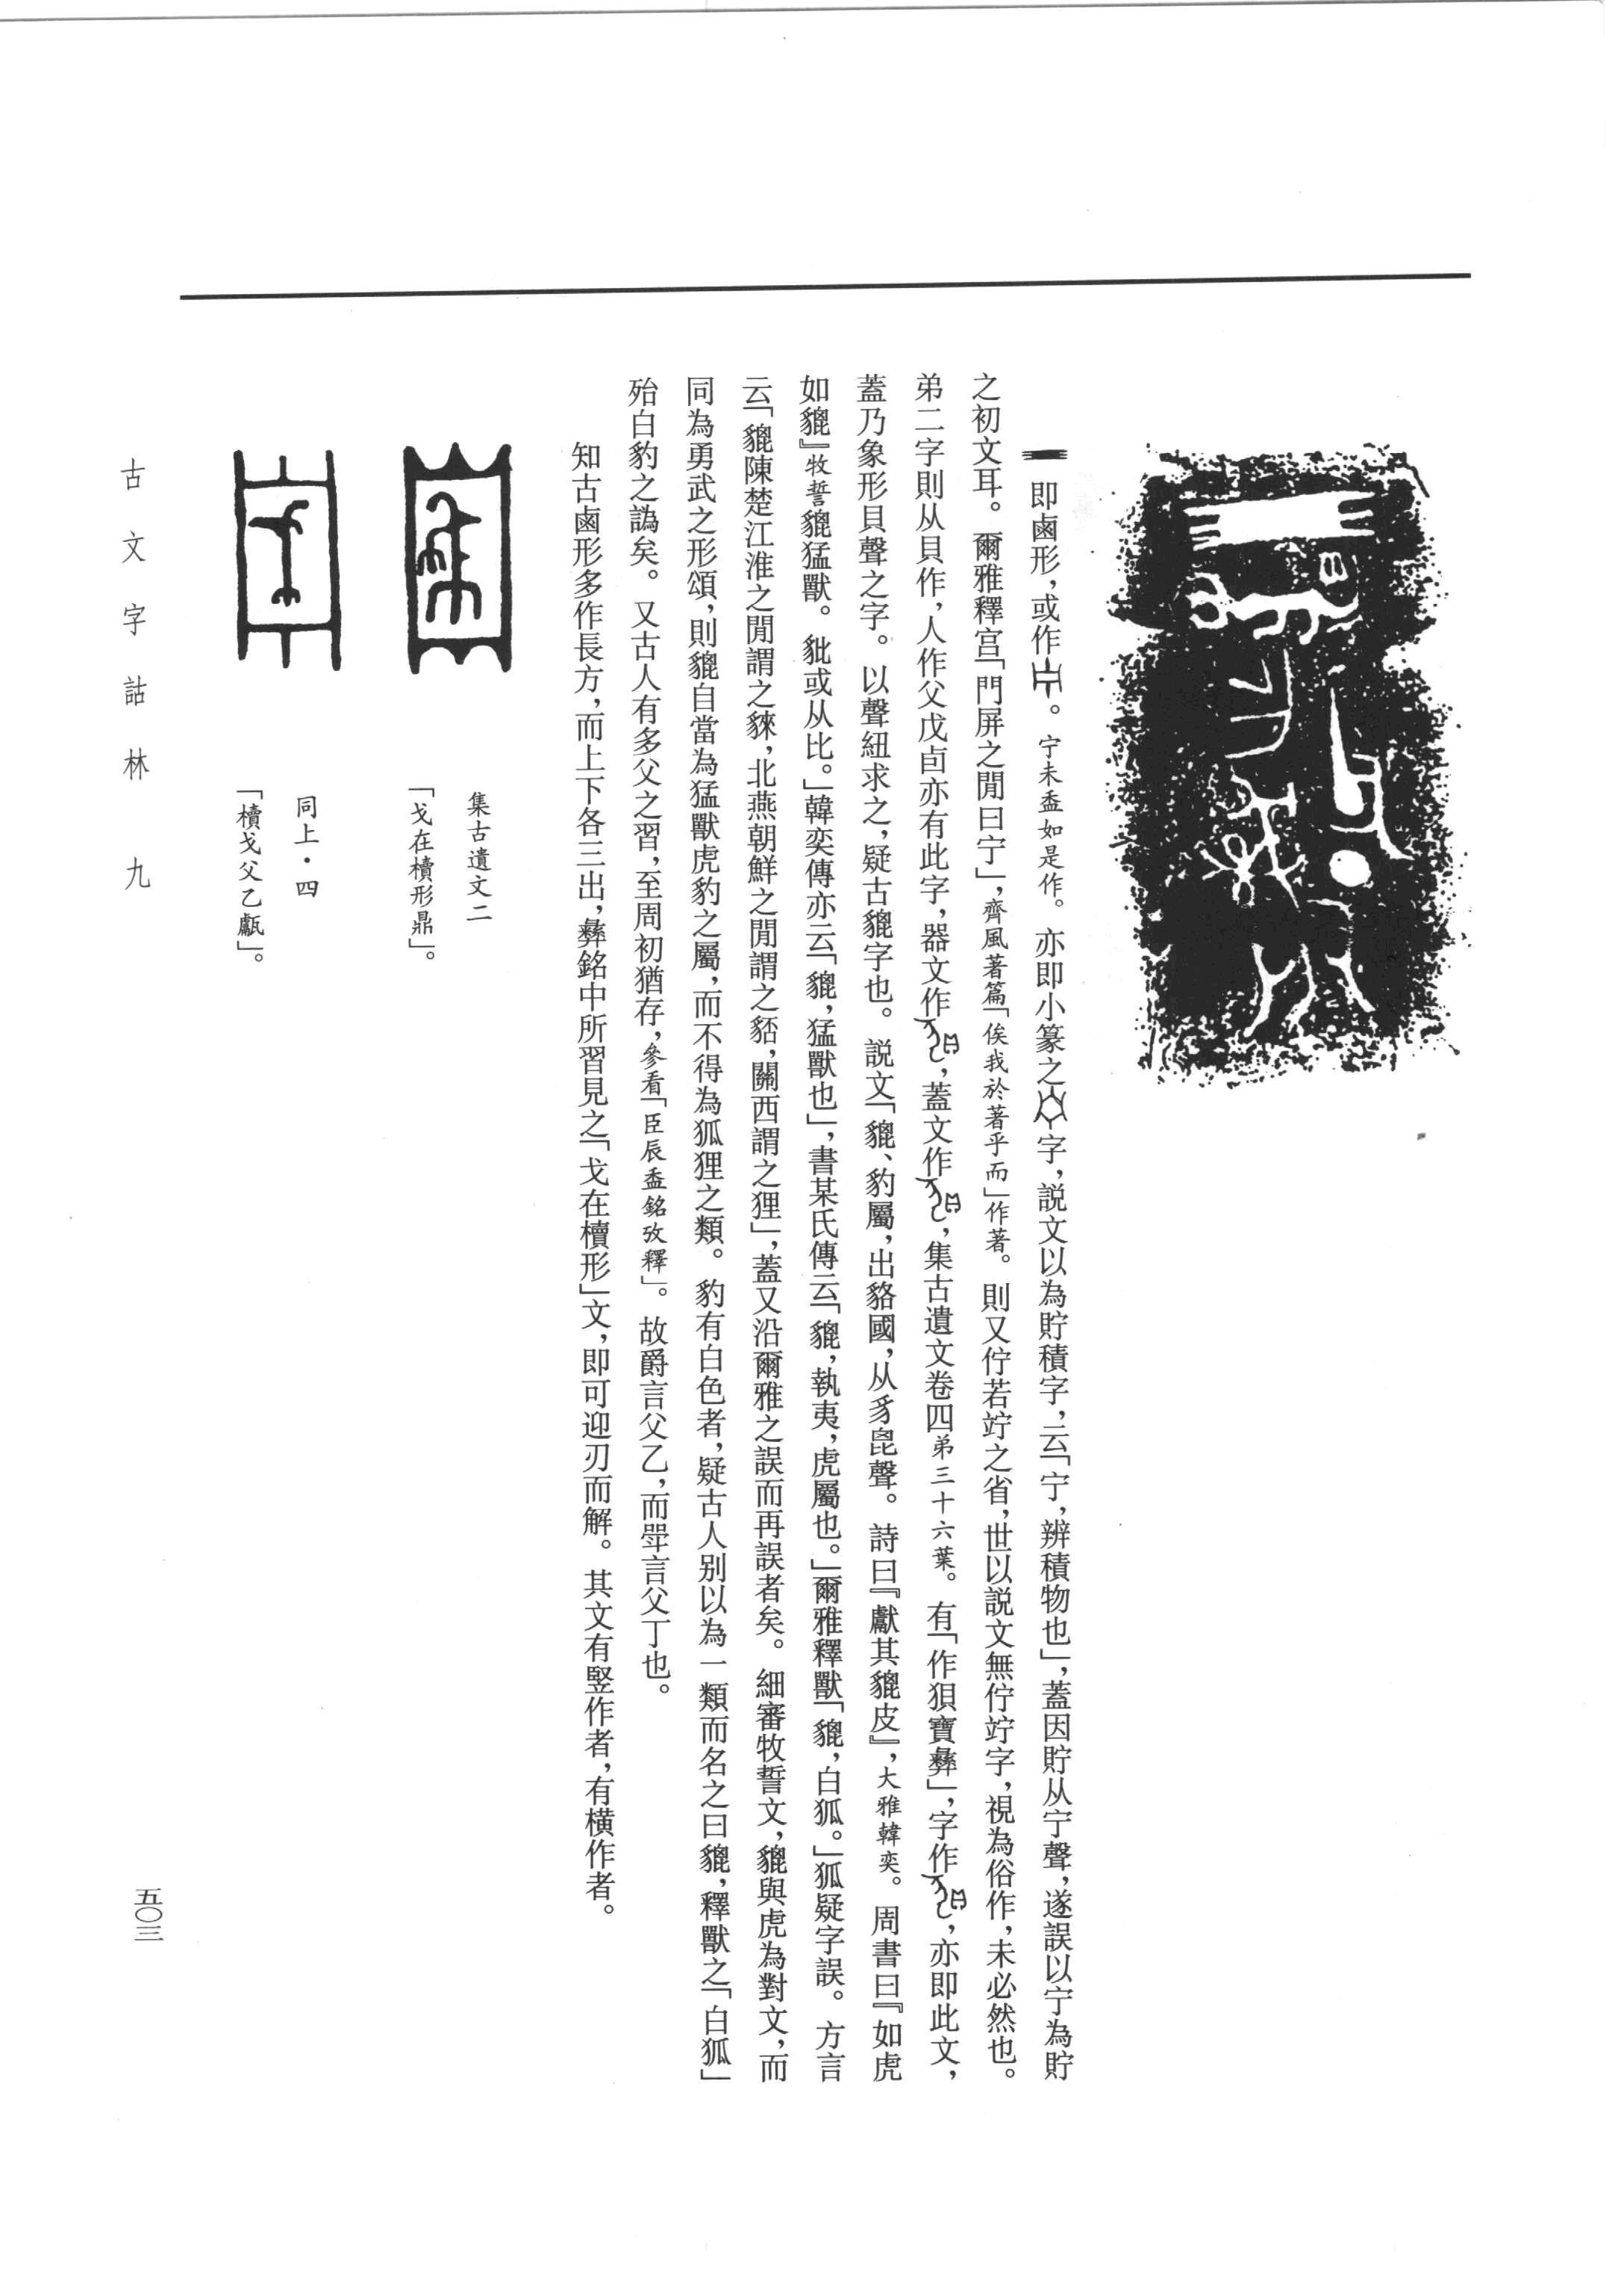 即鹵形，或作。宁未盉如是作。亦即小篆之字，説文以為貯積字，云「宁，辨積物也」，蓋因貯从宁聲，遂誤以宁為貯
之初文耳。爾雅釋宫「門屏之閒曰宁」，齊風著篇「俟我於著乎而」作著。則又佇若竚之省，世以説文無佇竚字，視為俗作，未必然也。
弟二字則从貝作，人作父戊卣亦有此字，器文作，蓋文作，集古遺文卷四弟三十六葉。有「作狽寶彝」，字作，亦即此文，
蓋乃象形貝聲之字。以聲紐求之，疑古貔字也。説文「貔、豹屬，出貉國，从豸㲋聲。詩曰『獻其貔皮』，大雅韓奕。周書曰『如虎
如貔』牧誓貔猛獸。豼或从比。」韓奕傳亦云「貔，猛獸也」，書某氏傳云「貔，執夷，虎屬也。」爾雅釋獸「貔，白狐。」狐疑字誤。方言
云「貔陳楚江淮之閒謂之䅘，北燕朝鮮之閒謂之䝙，關西謂之狸」，蓋又沿爾雅之誤而再誤者矣。細審牧誓文，貔與虎為對文，而
同為勇武之形頌，則貔自當為猛獸虎豹之屬，而不得為狐狸之類。豹有白色者，疑古人别以為一類而名之曰貔，釋獸之「白狐」
殆白豹之譌矣。又古人有多父之習，至周初猶存，參看「臣辰盉銘攷釋」。故爵言父乙，而斝言父丁也。
知古鹵形多作長方，而上下各三出，彝銘中所習見之「戈在櫝形」文，即可迎刃而解。其文有竪作者，有横作者。
集古遺文二
「戈在櫝形鼎」。
同上·四
「櫝戈父乙甗」。
古文字詁林 九
五〇三